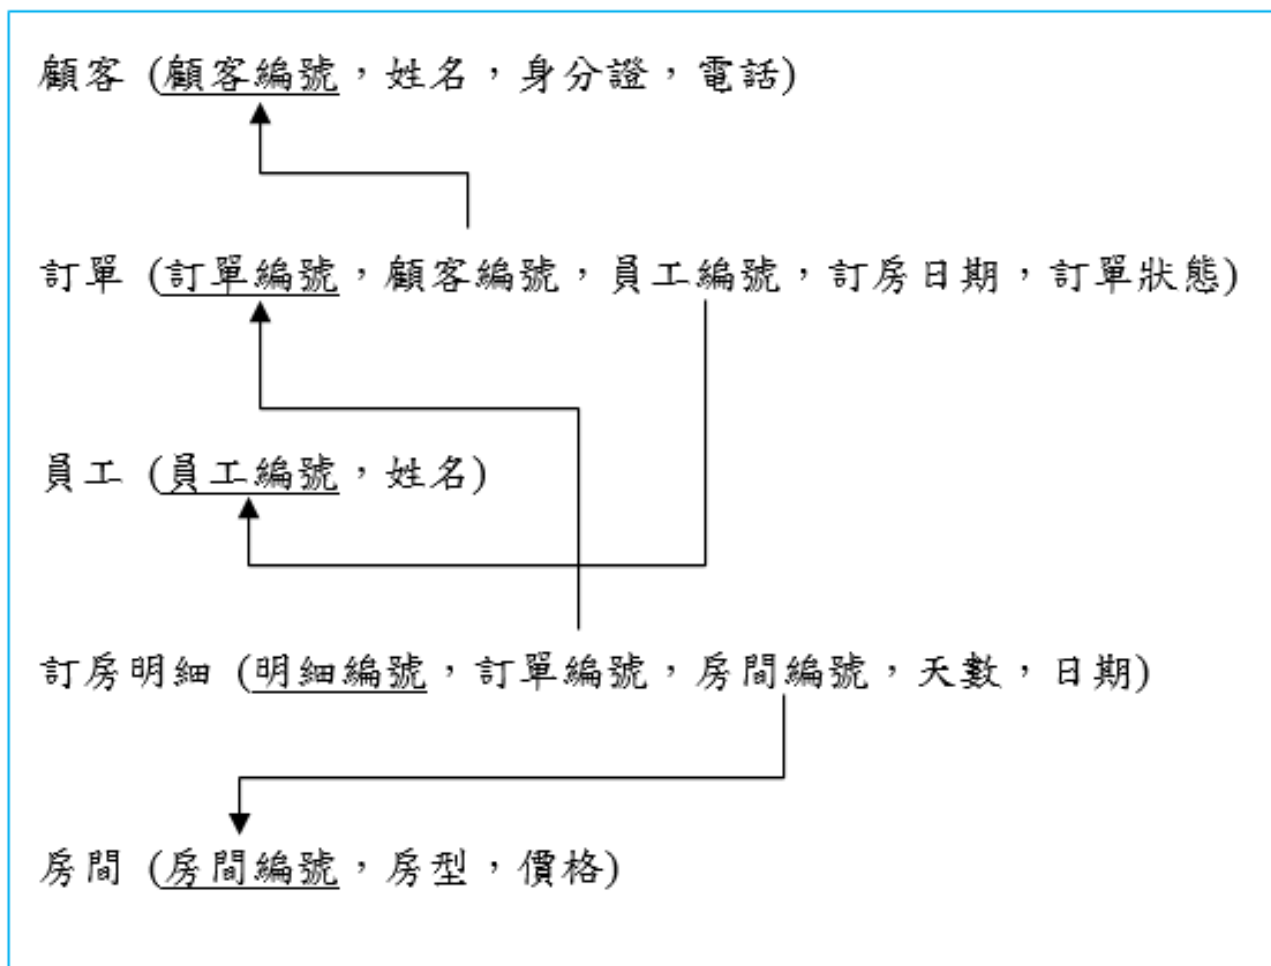 顧客 (顧客編號，姓名，身分證，電話)
訂單 (訂單編號，顧客編號，員工編號，訂房日期，訂單狀態)
員工 (員工編號，姓名)
訂房明細 (明細編號，訂單編號，房間編號，天數，日期)
房間 (房間編號，房型，價格)